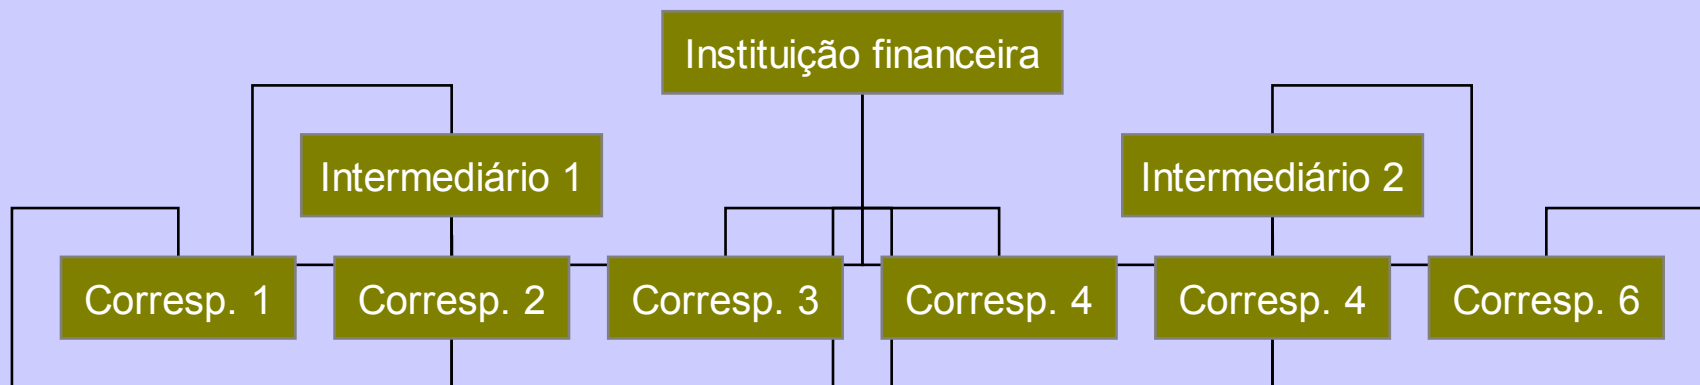 Instituição financeira
Intermediário 1
Intermediário 2
Corresp. 1
Corresp. 2
Corresp. 3
Corresp. 4
Corresp. 4
Corresp. 6